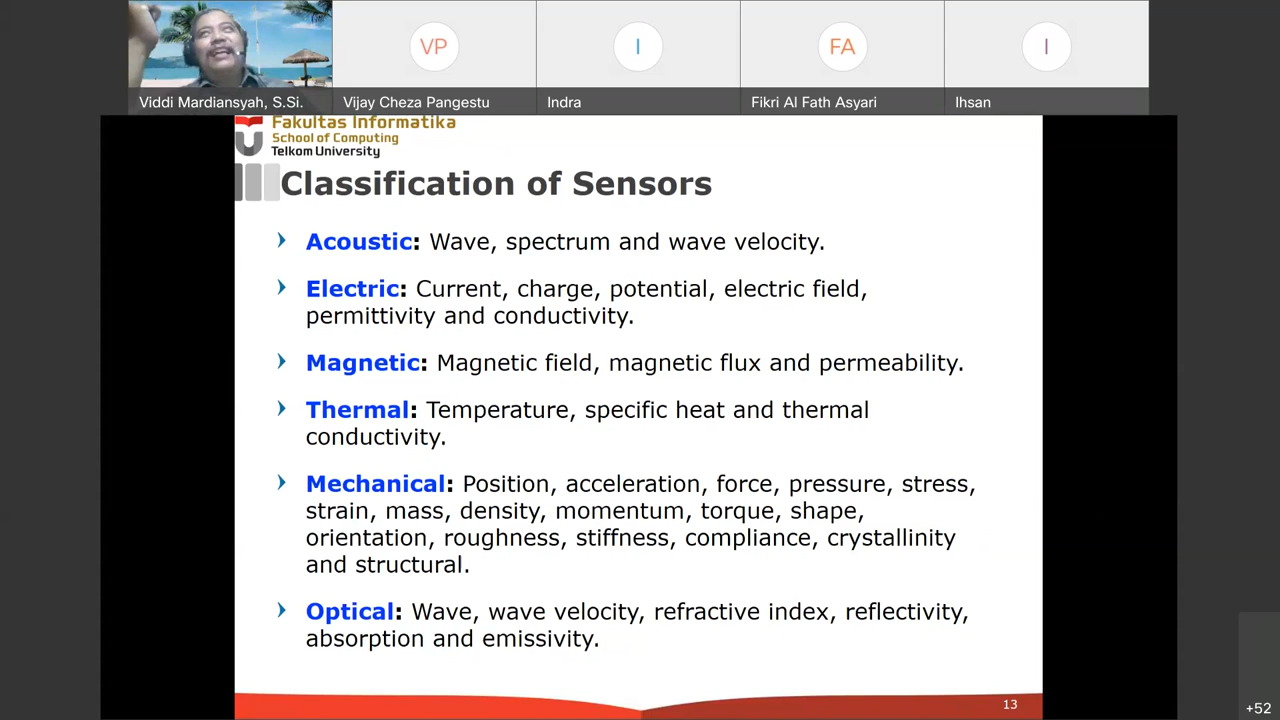 Viddi Mardiansyah, S.Si.
VP
Vijay Cheza Pangestu
I
Indra
FA
Fikri Al Fath Asyari
I
Ihsan
Fakultas Informatika
School of Computing
Telkom University
Classification of Sensors
Acoustic: Wave, spectrum and wave velocity.
Electric: Current, charge, potential, electric field,
permittivity and conductivity.
Magnetic: Magnetic field, magnetic flux and permeability.
Thermal: Temperature, specific heat and thermal
conductivity.
Mechanical: Position, acceleration, force, pressure, stress,
strain, mass, density, momentum, torque, shape,
orientation, roughness, stiffness, compliance, crystallinity
and structural.
Optical: Wave, wave velocity, refractive index, reflectivity,
absorption and emissivity.
13
+52